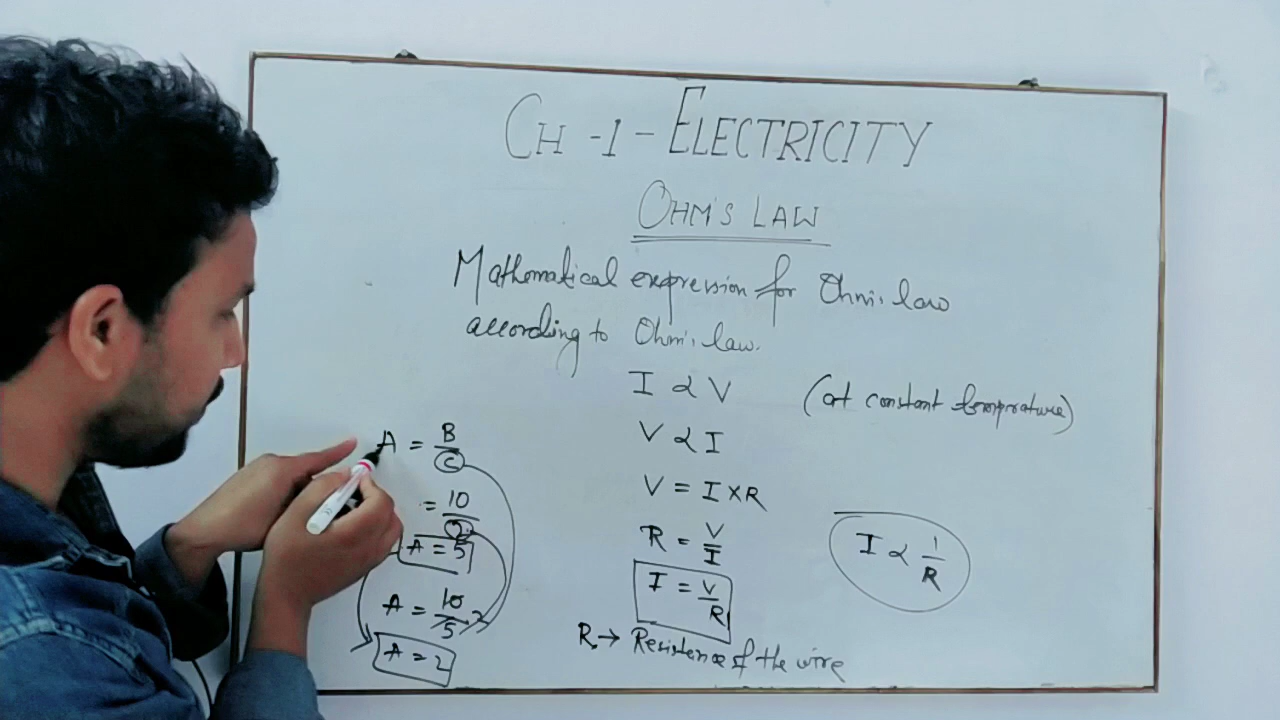 CH -1- ELECTRICITY
OHM'S LAW
Mathematical expression for Ohm's law
according to Ohm's law.
I ∝ V (at constant temprature)
V ∝ I
V = I×R
R = V/I
I = V/R
R → Resistence of the wire
I ∝ 1/R
A = B/C
= 10/2
A = 5
A = 10/5
A = 2